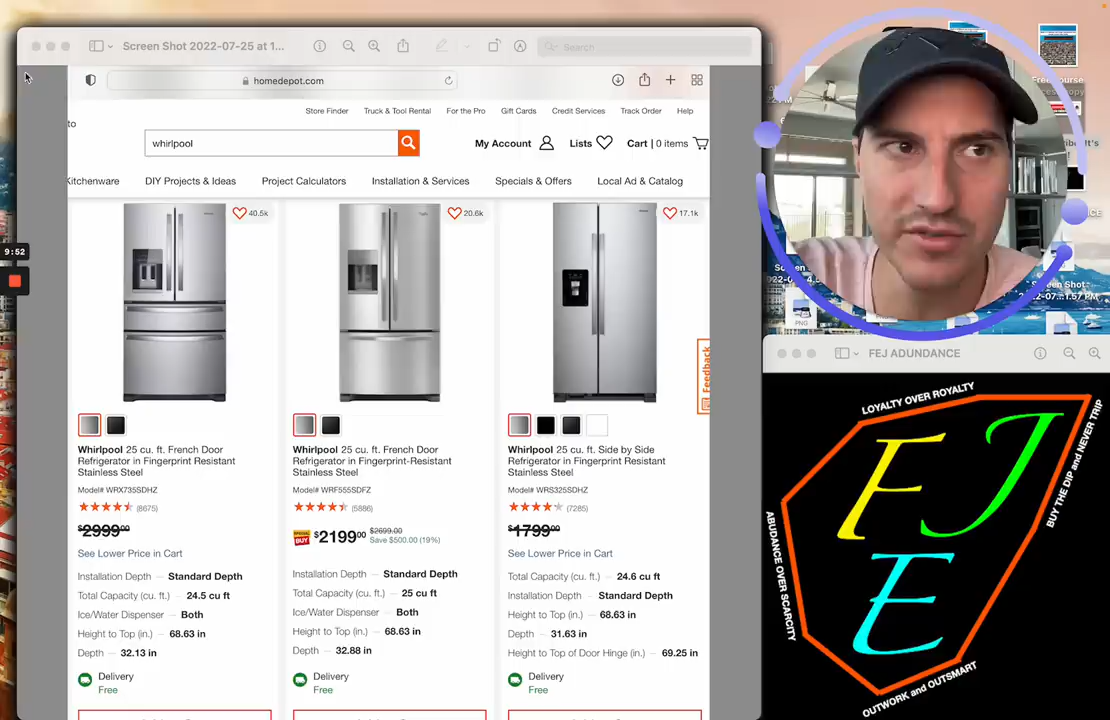 Screen Shot 2022-07-25 at 1...
Search
homedepot.com
Store Finder
Truck & Tool Rental
For the Pro
Gift Cards
Credit Services
Track Order
Help
to
whirlpool
My Account
Lists
Cart | 0 items
Kitchenware
DIY Projects & Ideas
Project Calculators
Installation & Services
Specials & Offers
Local Ad & Catalog
40.5k
20.6k
17.1k
Feedback
Whirlpool 25 cu. ft. French Door
Refrigerator in Fingerprint Resistant
Stainless Steel
Model# WRX735SDHZ
(8675)
$2999.00
See Lower Price in Cart
Installation Depth — Standard Depth
Total Capacity (cu. ft.) — 24.5 cu ft
Ice/Water Dispenser — Both
Height to Top (in.) — 68.63 in
Depth — 32.13 in
Delivery
Free
Whirlpool 25 cu. ft. French Door
Refrigerator in Fingerprint-Resistant
Stainless Steel
Model# WRF555SDFZ
(5886)
SPECIAL BUY
$2199.00
$2699.00
Save $500.00 (19%)
Installation Depth — Standard Depth
Total Capacity (cu. ft.) — 25 cu ft
Ice/Water Dispenser — Both
Height to Top (in.) — 68.63 in
Depth — 32.88 in
Delivery
Free
Whirlpool 25 cu. ft. Side by Side
Refrigerator in Fingerprint Resistant
Stainless Steel
Model# WRS325SDHZ
(7285)
$1799.00
See Lower Price in Cart
Total Capacity (cu. ft.) — 24.6 cu ft
Installation Depth — Standard Depth
Height to Top (in.) — 68.63 in
Depth — 31.63 in
Height to Top of Door Hinge (in.) — 69.25 in
Delivery
Free
9:52
PNG
FEJ ADUNDANCE
LOYALTY OVER ROYALTY
BUY THE DIP and NEVER TRIP
ABUDANCE OVER SCARCITY
OUTWORK and OUTSMART
F J
E